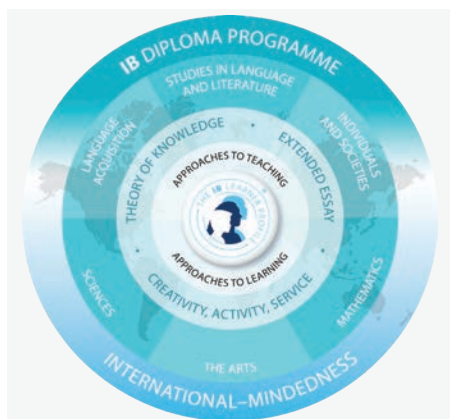 IB DIPLOMA PROGRAMME
STUDIES IN LANGUAGE
AND LITERATURE
LANGUAGE
ACQUISITION
INDIVIDUALS
AND SOCIETIES
THEORY OF KNOWLEDGE
EXTENDED ESSAY
APPROACHES TO TEACHING
THE IB LEARNER PROFILE
APPROACHES TO LEARNING
CREATIVITY, ACTIVITY, SERVICE
SCIENCES
MATHEMATICS
THE ARTS
INTERNATIONAL–MINDEDNESS